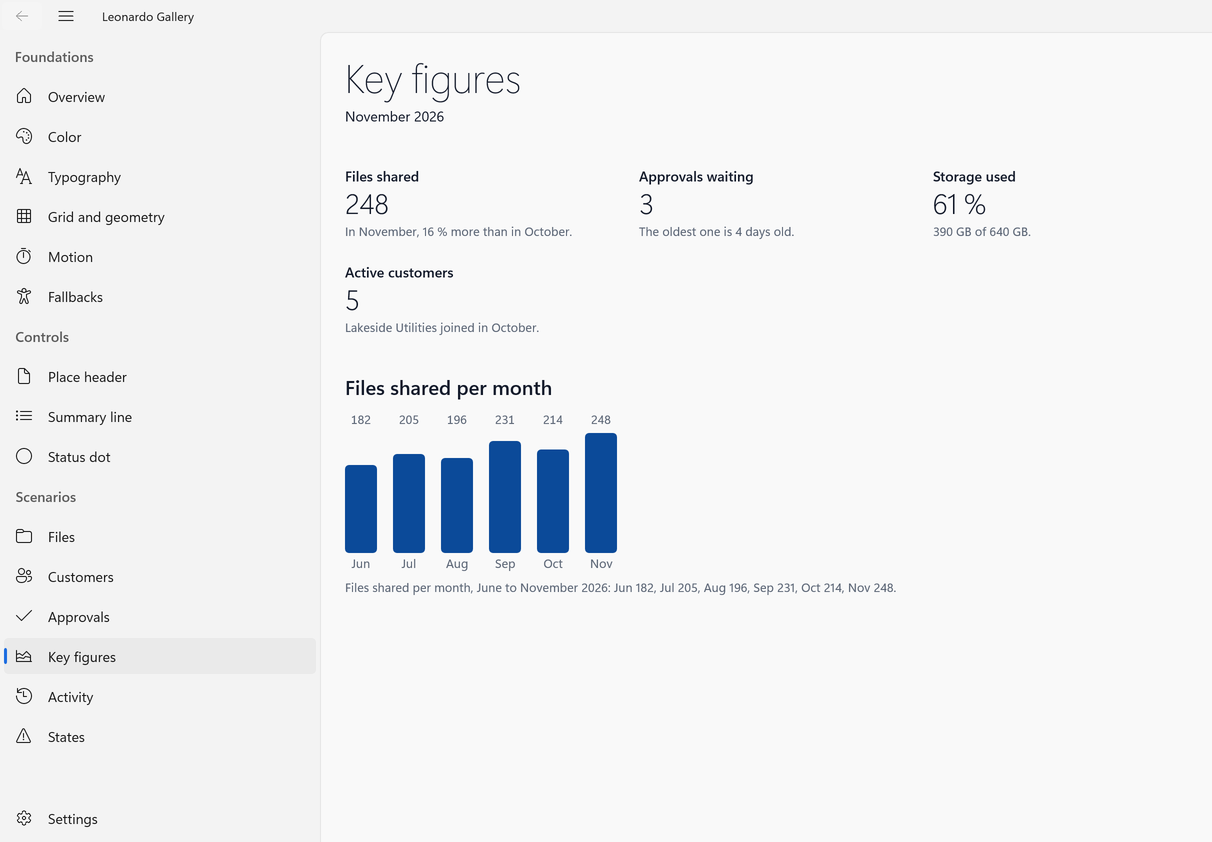 Leonardo Gallery
Foundations
Overview
Color
Typography
Grid and geometry
Motion
Fallbacks
Controls
Place header
Summary line
Status dot
Scenarios
Files
Customers
Approvals
Key figures
Activity
States
Settings
Key figures
November 2026
Files shared
248
In November, 16 % more than in October.
Approvals waiting
3
The oldest one is 4 days old.
Storage used
61 %
390 GB of 640 GB.
Active customers
5
Lakeside Utilities joined in October.
Files shared per month
182 205 196 231 214 248
Jun Jul Aug Sep Oct Nov
Files shared per month, June to November 2026: Jun 182, Jul 205, Aug 196, Sep 231, Oct 214, Nov 248.